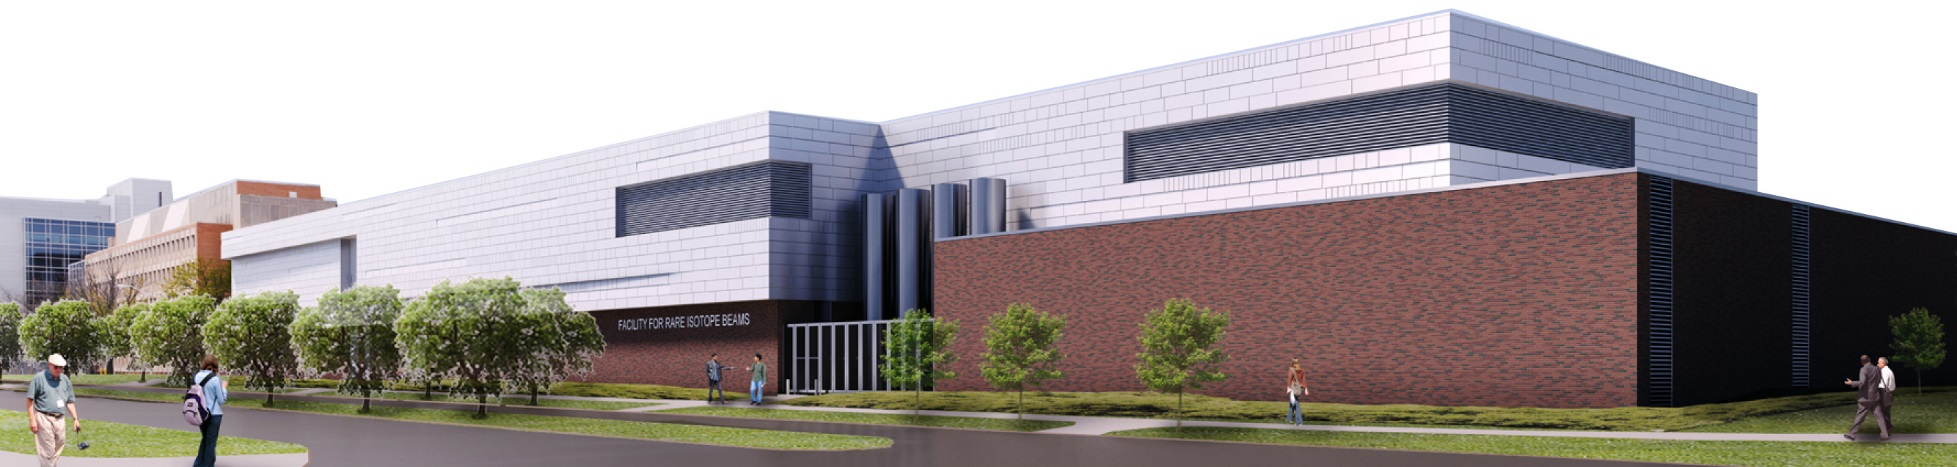 FACILITY FOR RARE ISOTOPE BEAMS